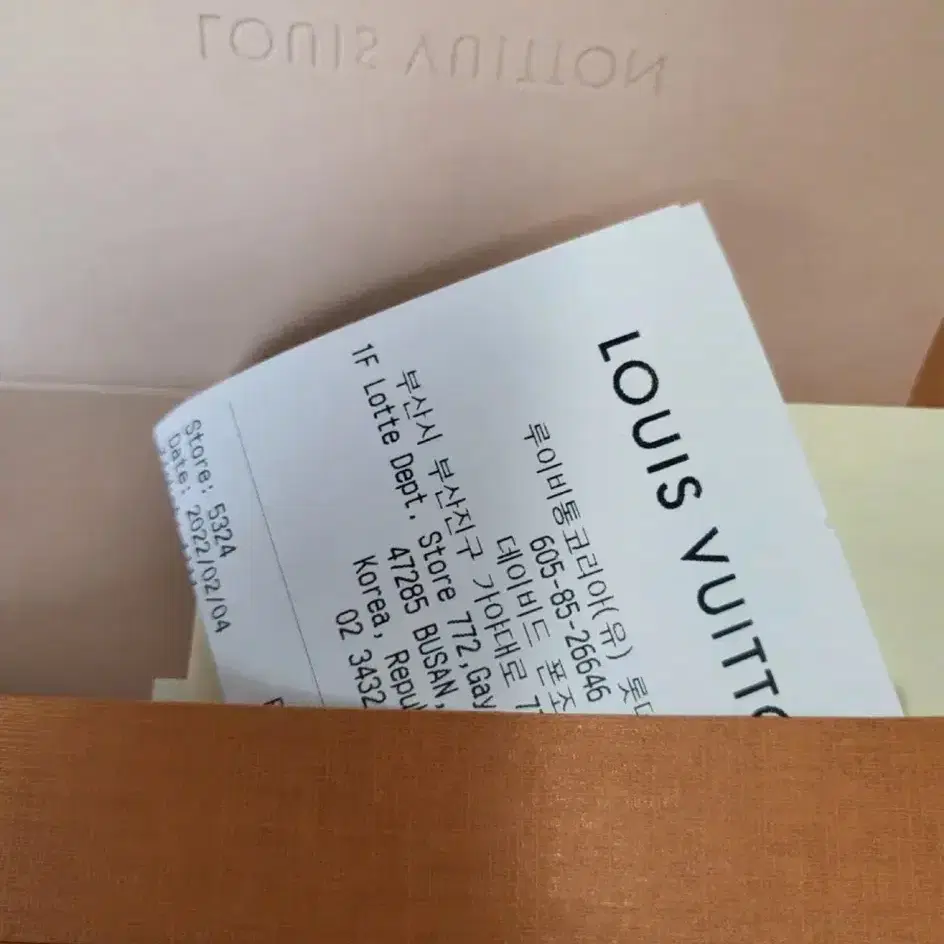 LOUIS VUITTON
LOUIS VUITT
루이비통코리아(유)
605-85-26646
데이비드 폰조
부산시 부산진구 가야대로
1F Lotte Dept. Store 772,Gay
47285 BUSAN,
Korea, Repu
02 3432
Store: 5324
Date: 2022/02/04